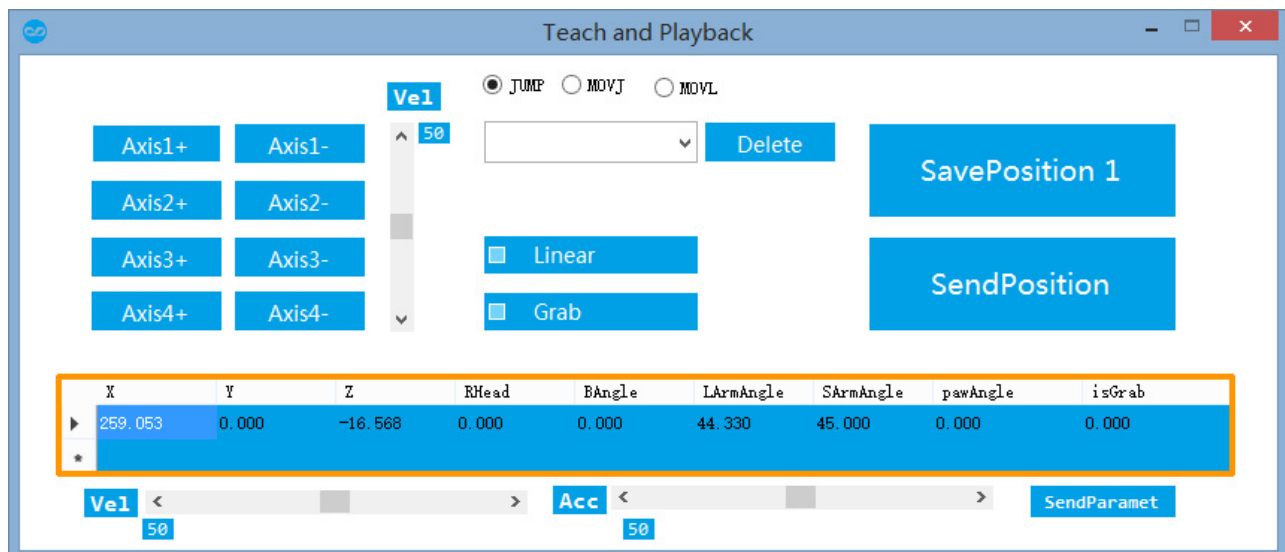 Teach and Playback
Vel
JUMP MOVJ MOVL
Axis1+ Axis1- 50 Delete SavePosition 1
Axis2+ Axis2-
Axis3+ Axis3- Linear SendPosition
Axis4+ Axis4- Grab
X Y Z RHead BAngle LArmAngle SArmAngle pawAngle isGrab
259.053 0.000 -16.568 0.000 0.000 44.330 45.000 0.000 0.000
*
Vel Acc SendParamet
50 50